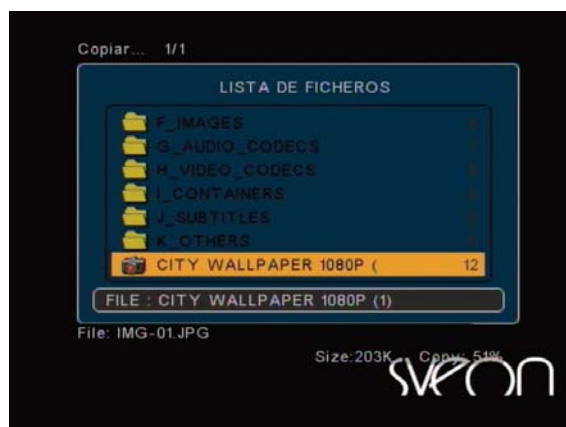 Copiar... 1/1
LISTA DE FICHEROS
F_IMAGES
G_AUDIO_CODECS
H_VIDEO_CODECS
I_CONTAINERS
J_SUBTITLES
K_OTHERS
CITY WALLPAPER 1080P ( 12
FILE : CITY WALLPAPER 1080P (1)
File: IMG-01.JPG
Size:203K Copy: 51%
sveon